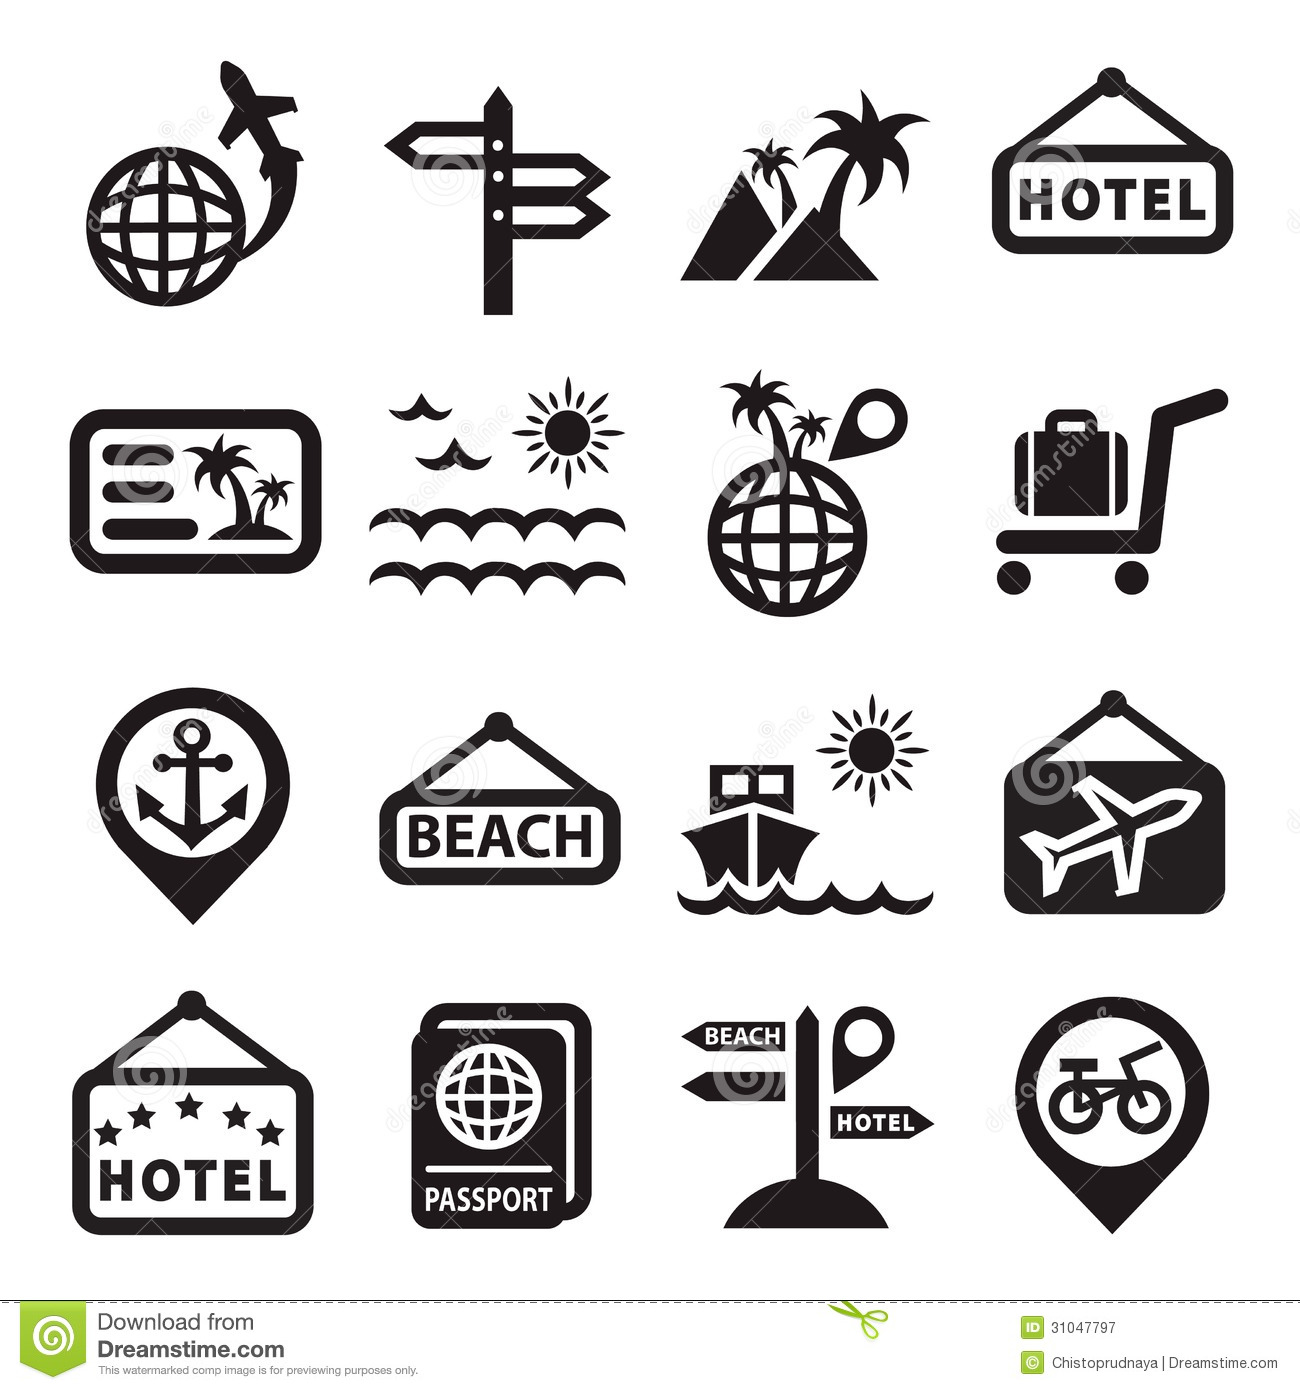 HOTEL
BEACH
HOTEL
PASSPORT
BEACH
HOTEL
Download from
Dreamstime.com
This watermarked comp image is for previewing purposes only.
ID 31047797
© Chistoprudnaya | Dreamstime.com